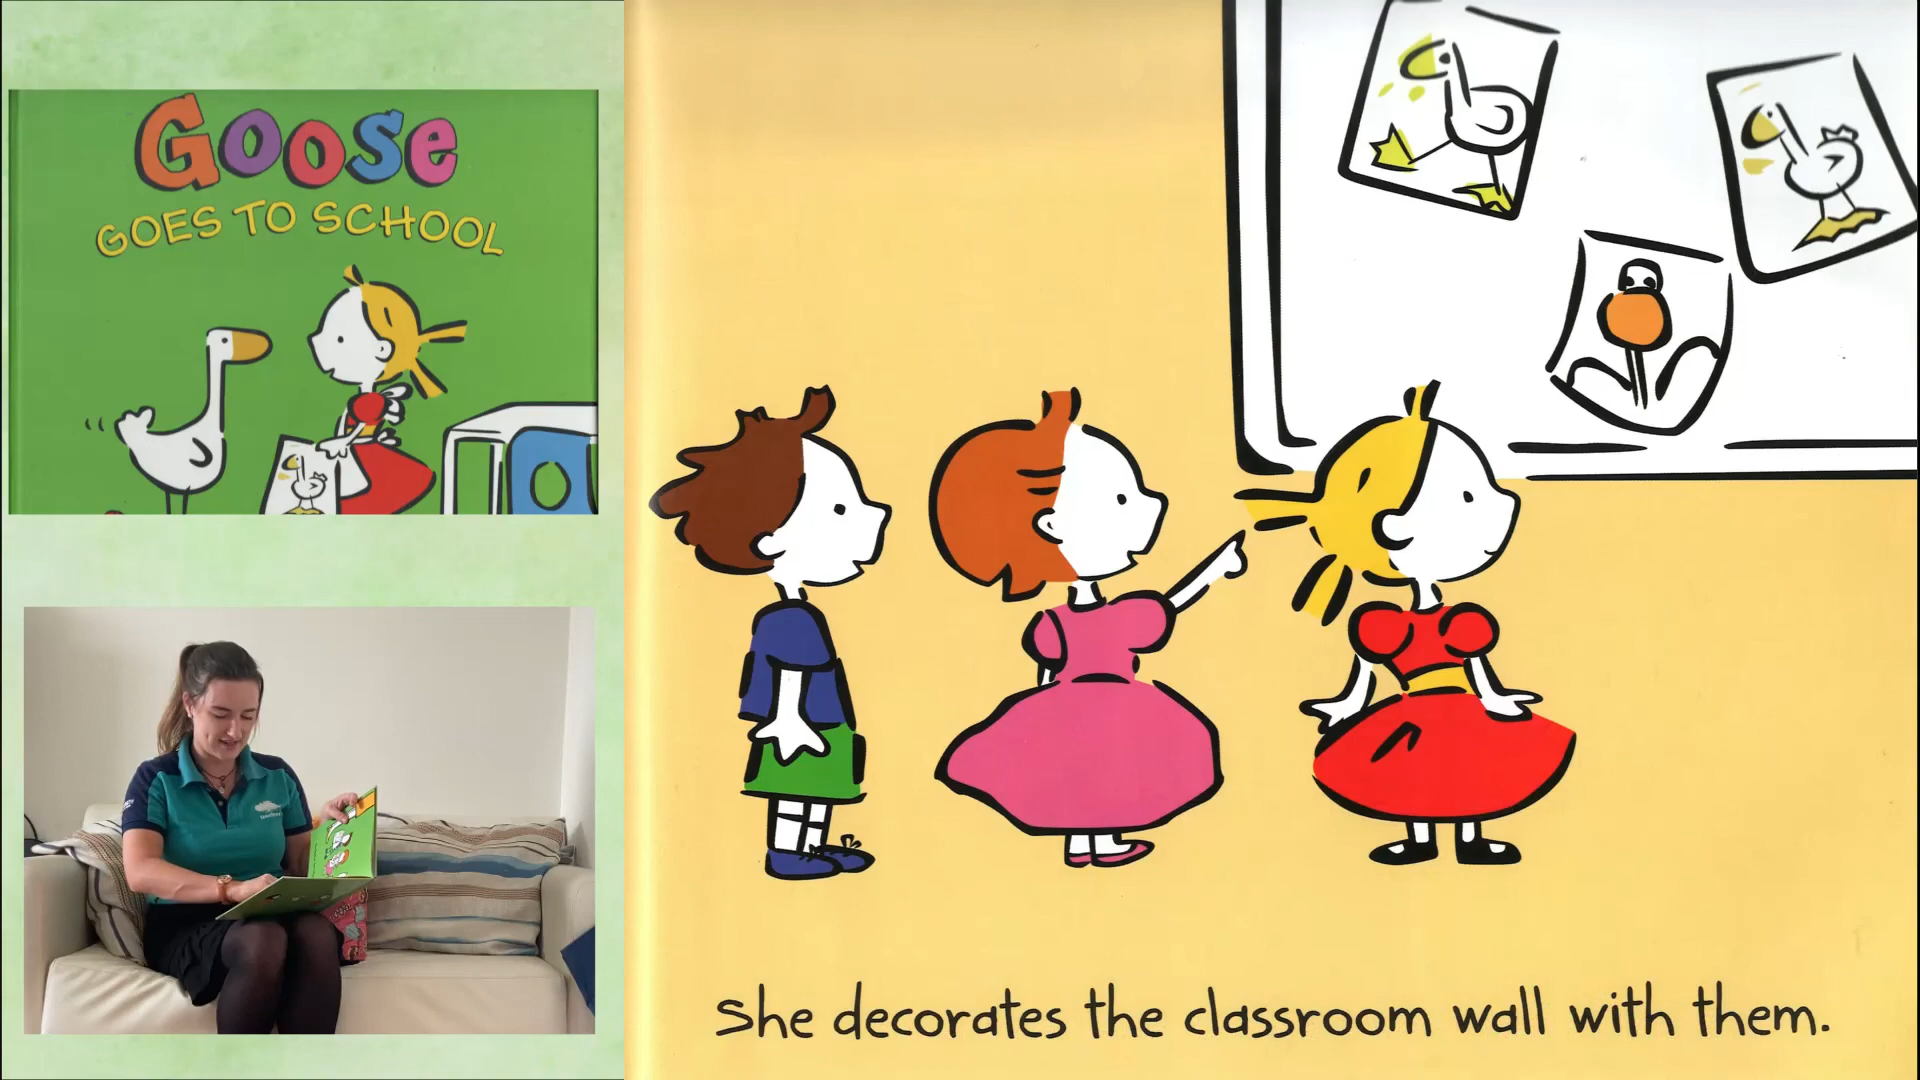 Goose
GOES TO SCHOOL
She decorates the classroom wall with them.